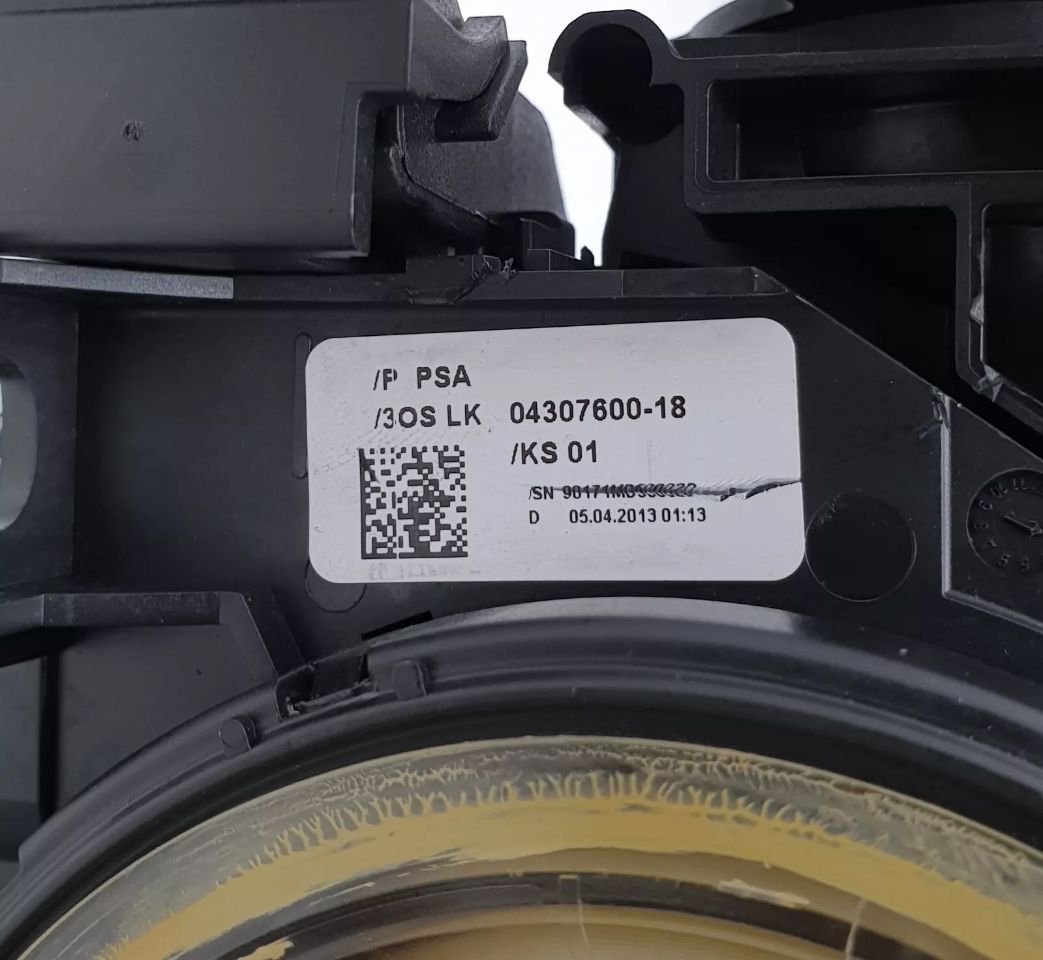 /P PSA
/3OS LK 04307600-18
/KS 01
/SN
D 05.04.2013 01:13